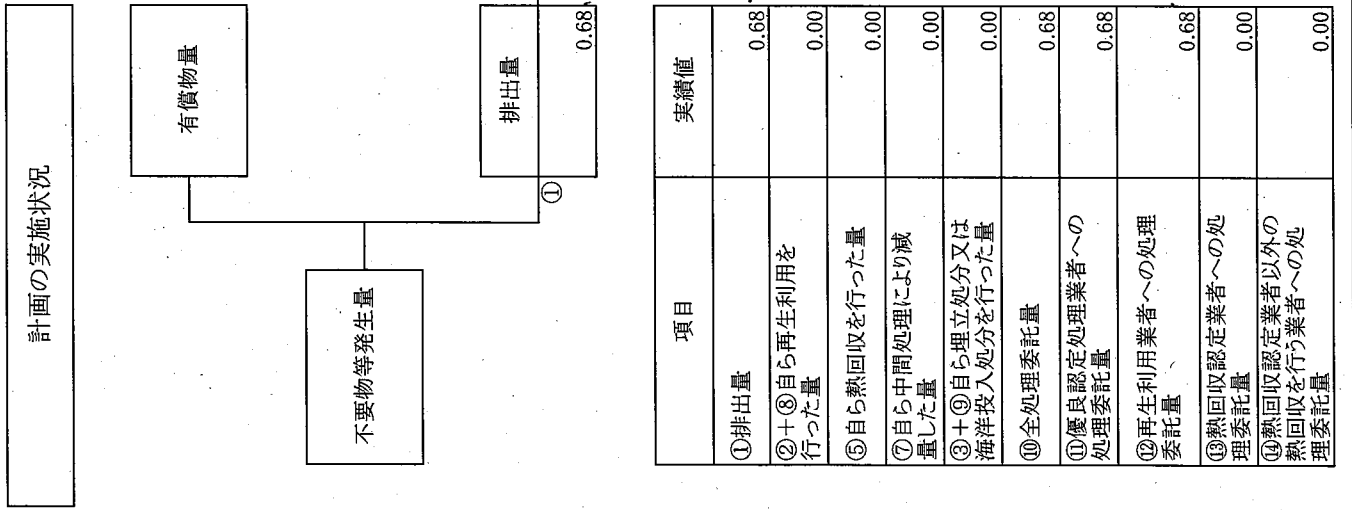 計画の実施状況
有償物量
不要物等発生量
排出量
①
0.68
項目
実績値
①排出量
0.68
②+⑧自ら再生利用を
行った量
0.00
⑤自ら熱回収を行った量
0.00
⑦自ら中間処理により減
量した量
0.00
③+⑨自ら埋立処分又は
海洋投入処分を行った量
0.00
⑩全処理委託量
0.68
⑪優良認定処理業者への
処理委託量
0.68
⑫再生利用業者への処理
委託量
0.68
⑬熱回収認定業者への処
理委託量
0.00
⑭熱回収認定業者以外の
熱回収を行う業者への処
理委託量
0.00